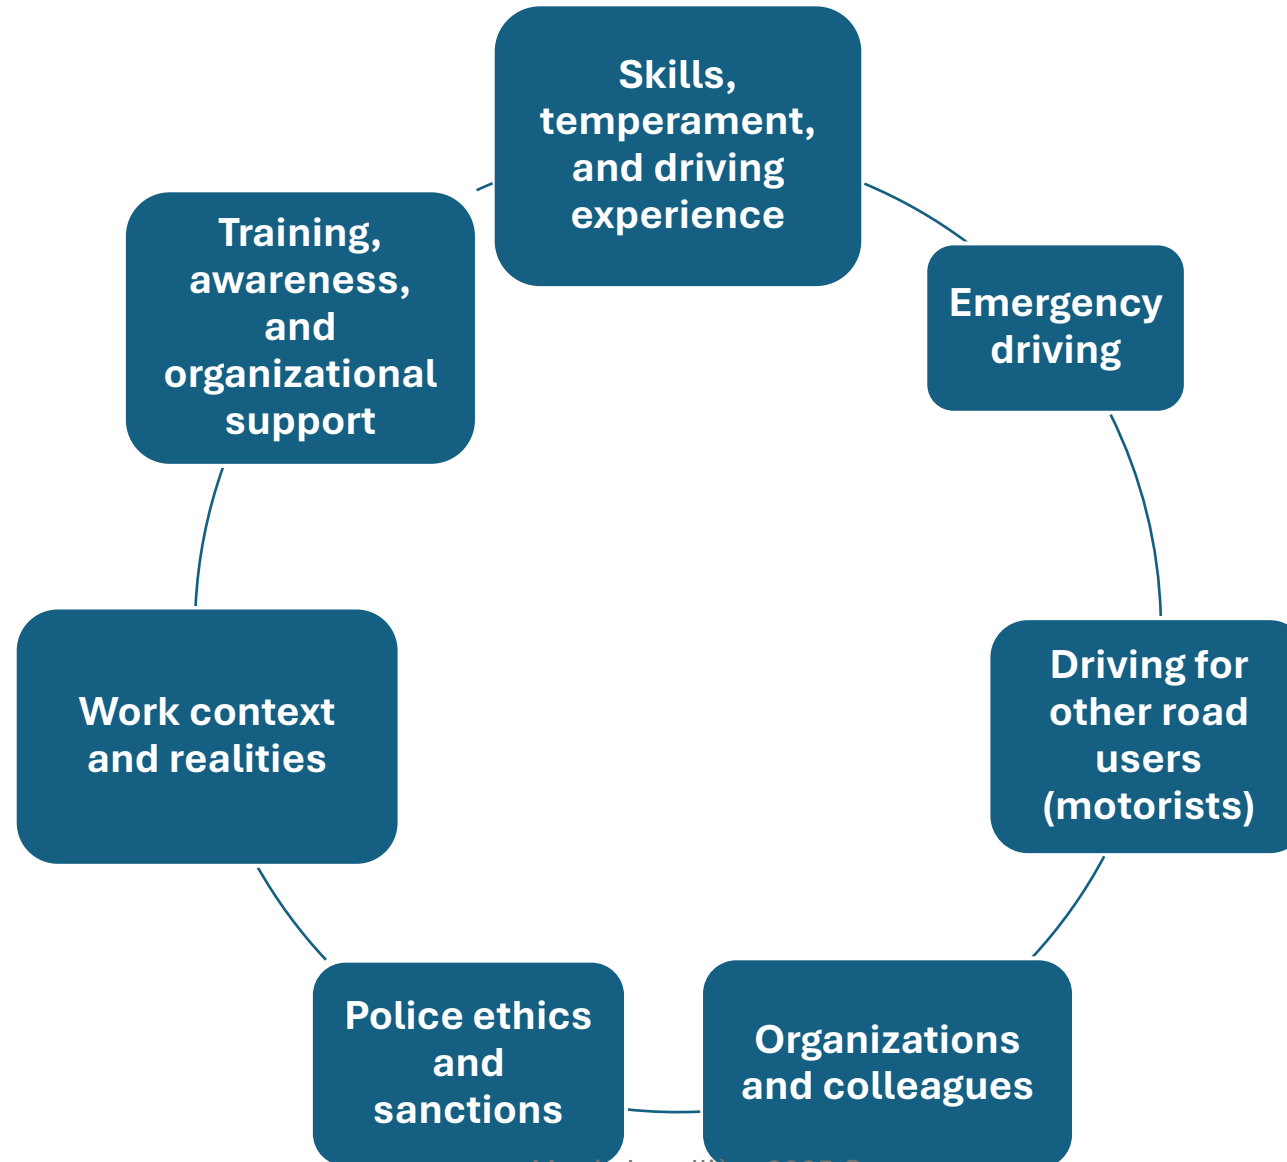 Skills,
temperament,
and driving
experience
Emergency
driving
Driving for
other road
users
(motorists)
Organizations
and colleagues
Police ethics
and
sanctions
Work context
and realities
Training,
awareness,
and
organizational
support